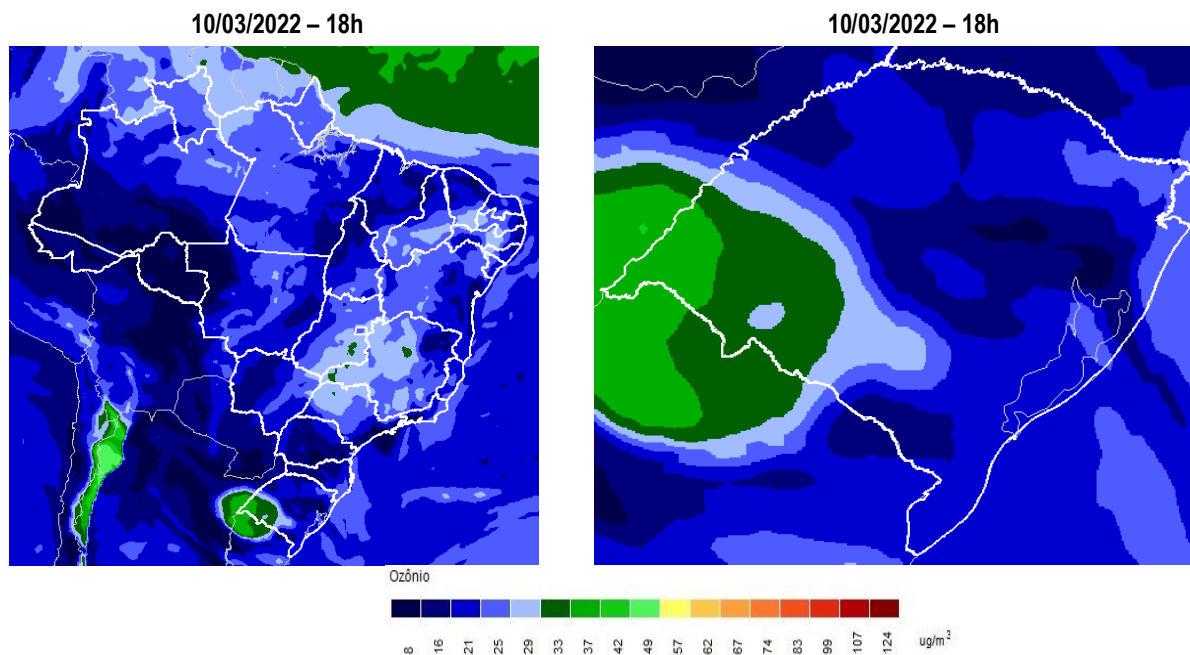 10/03/2022 – 18h
10/03/2022 – 18h
Ozônio
8 16 21 25 29 33 37 42 49 57 62 67 74 83 99 107 124 ug/m³